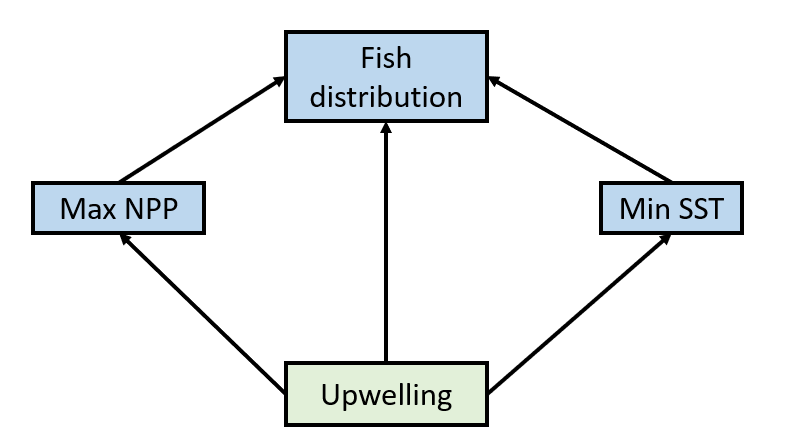 Fish
distribution
Max NPP
Min SST
Upwelling